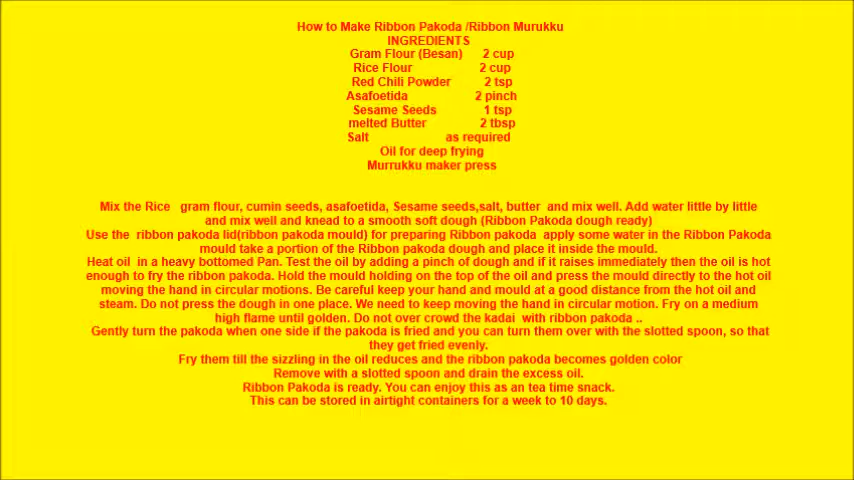 How to Make Ribbon Pakoda /Ribbon Murukku
INGREDIENTS
Gram Flour (Besan) 2 cup
Rice Flour 2 cup
Red Chili Powder 2 tsp
Asafoetida 2 pinch
Sesame Seeds 1 tsp
melted Butter 2 tbsp
Salt as required
Oil for deep frying
Murrukku maker press
Mix the Rice gram flour, cumin seeds, asafoetida, Sesame seeds,salt, butter and mix well. Add water little by little
and mix well and knead to a smooth soft dough (Ribbon Pakoda dough ready)
Use the ribbon pakoda lid(ribbon pakoda mould) for preparing Ribbon pakoda apply some water in the Ribbon Pakoda
mould take a portion of the Ribbon pakoda dough and place it inside the mould.
Heat oil in a heavy bottomed Pan. Test the oil by adding a pinch of dough and if it raises immediately then the oil is hot
enough to fry the ribbon pakoda. Hold the mould holding on the top of the oil and press the mould directly to the hot oil
moving the hand in circular motions. Be careful keep your hand and mould at a good distance from the hot oil and
steam. Do not press the dough in one place. We need to keep moving the hand in circular motion. Fry on a medium
high flame until golden. Do not over crowd the kadai with ribbon pakoda ..
Gently turn the pakoda when one side if the pakoda is fried and you can turn them over with the slotted spoon, so that
they get fried evenly.
Fry them till the sizzling in the oil reduces and the ribbon pakoda becomes golden color
Remove with a slotted spoon and drain the excess oil.
Ribbon Pakoda is ready. You can enjoy this as an tea time snack.
This can be stored in airtight containers for a week to 10 days.